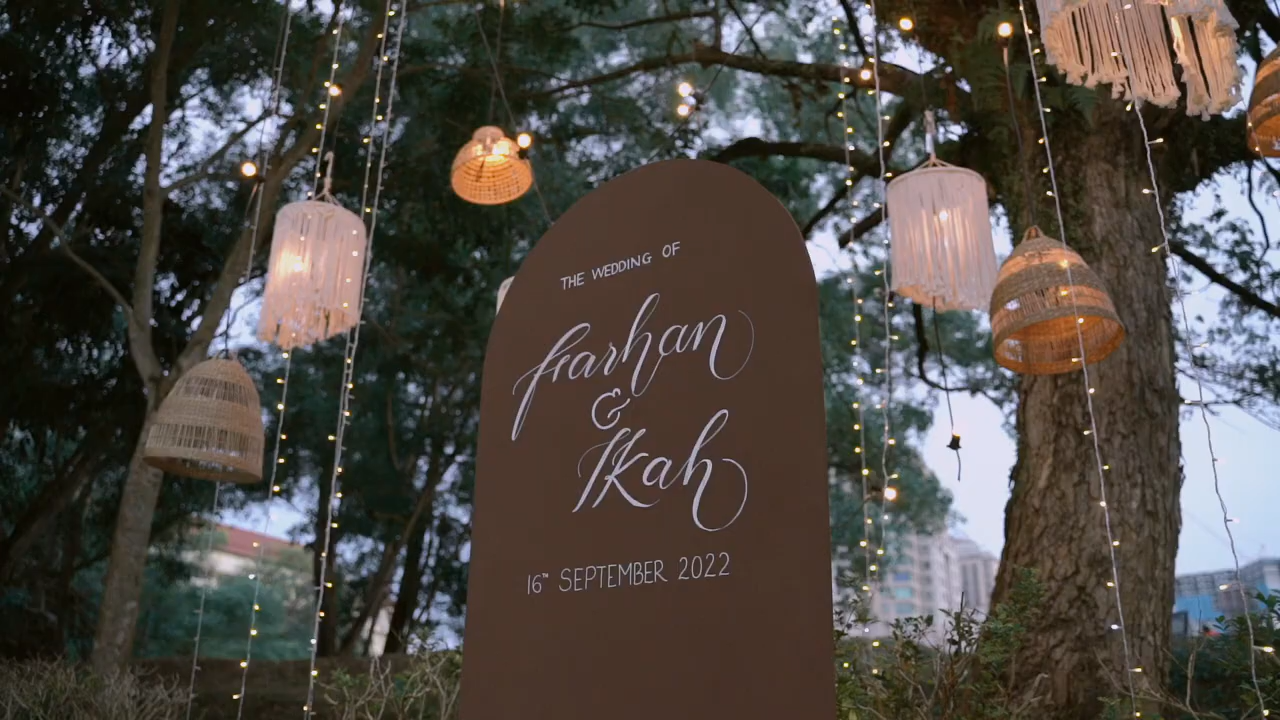 THE WEDDING OF
Farhan
&
Ikah
16TH SEPTEMBER 2022